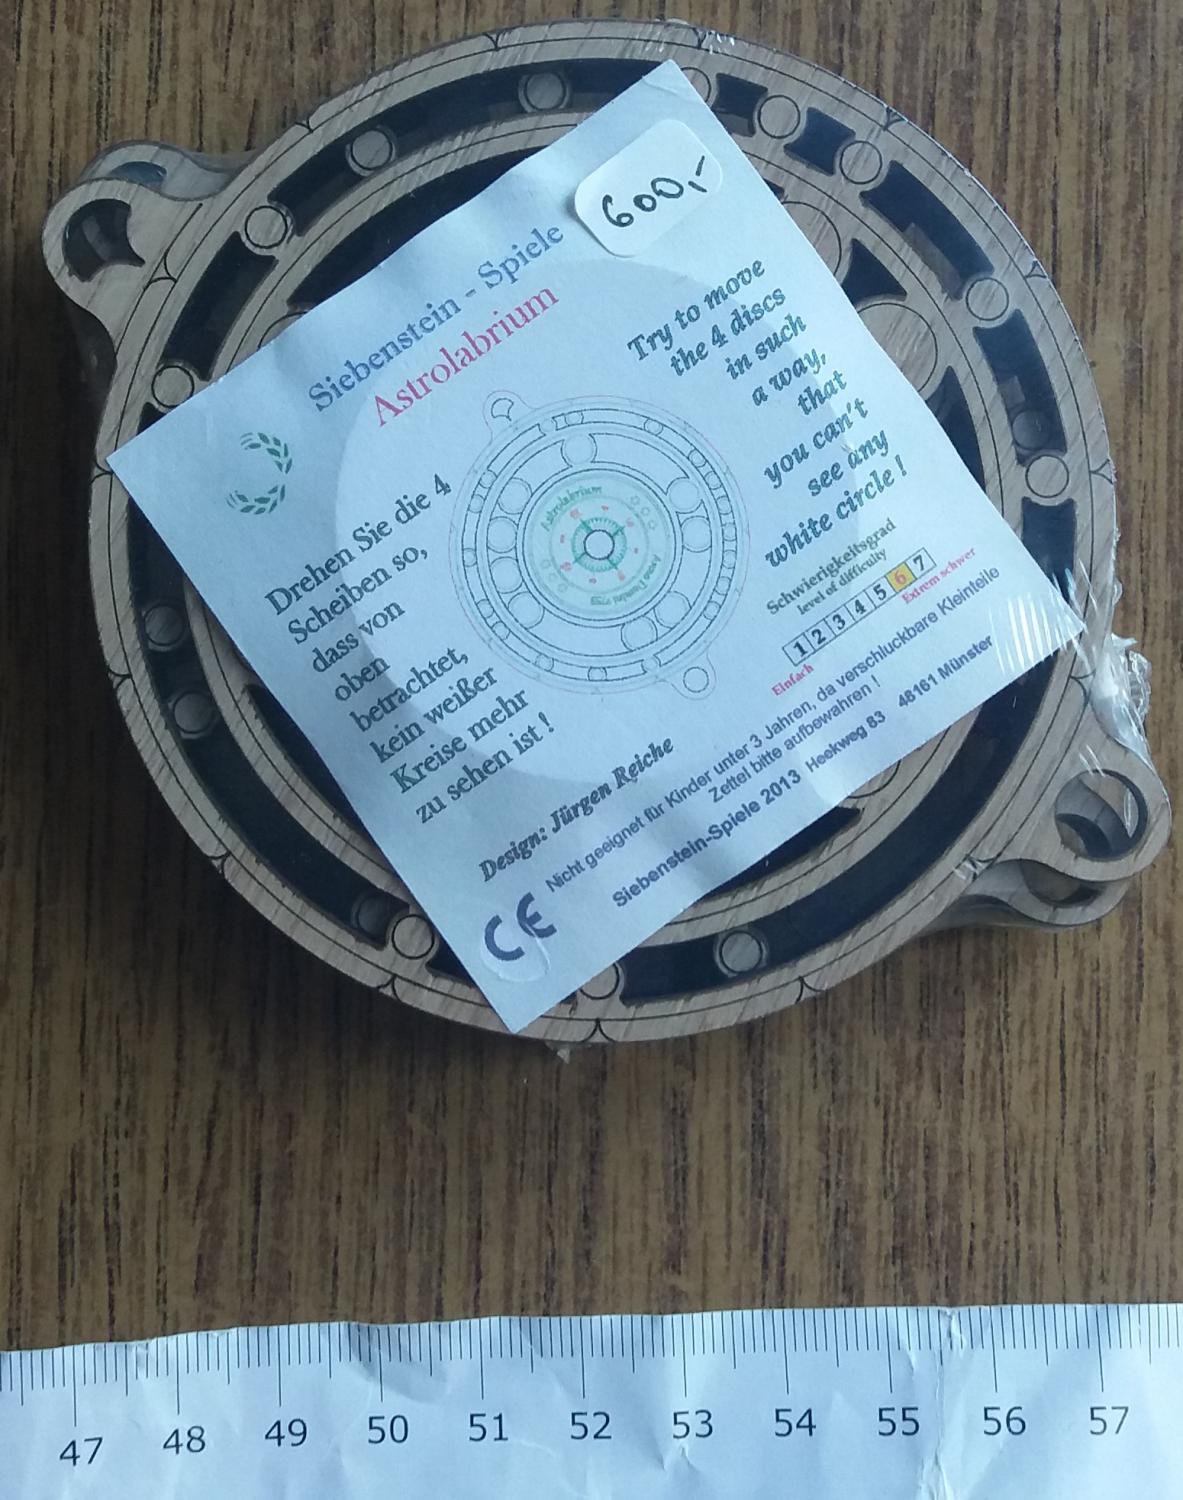 600,-
Siebenstein - Spiele
Astrolabrium
Try to move
the 4 discs
in such
a way,
that
you can't
see any
white circle !
Drehen Sie die 4
Scheiben so,
dass von
oben
betrachtet,
kein weißer
Kreise mehr
zu sehen ist !
Astrolabrium
Schwierigkeitsgrad
level of difficulty
1 2 3 4 5 6 7
Einfach
Extrem schwer
Design: Jürgen Reiche
CE
Nicht geeignet für Kinder unter 3 Jahren, da verschluckbare Kleinteile
Zettel bitte aufbewahren !
Siebenstein-Spiele 2013 Heekweg 83 48161 Münster
47 48 49 50 51 52 53 54 55 56 57